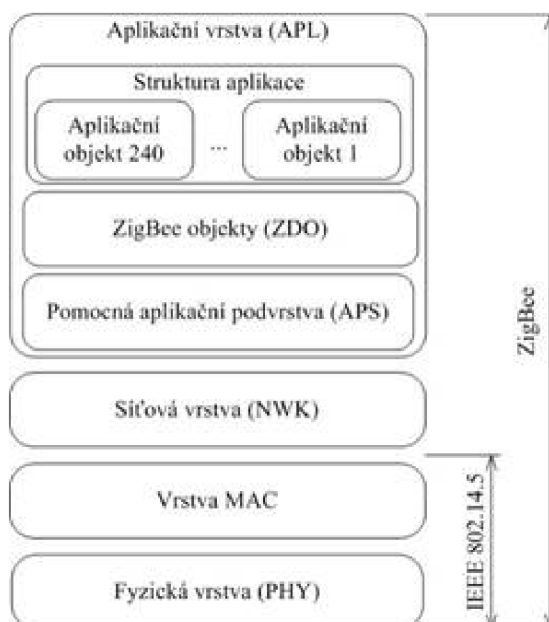 Aplikační vrstva (APL)
Struktura aplikace
Aplikační
objekt 240
...
Aplikační
objekt 1
ZigBee objekty (ZDO)
Pomocná aplikační podvrstva (APS)
Síťová vrstva (NWK)
Vrstva MAC
Fyzická vrstva (PHY)
IEEE 802.14.5
ZigBee